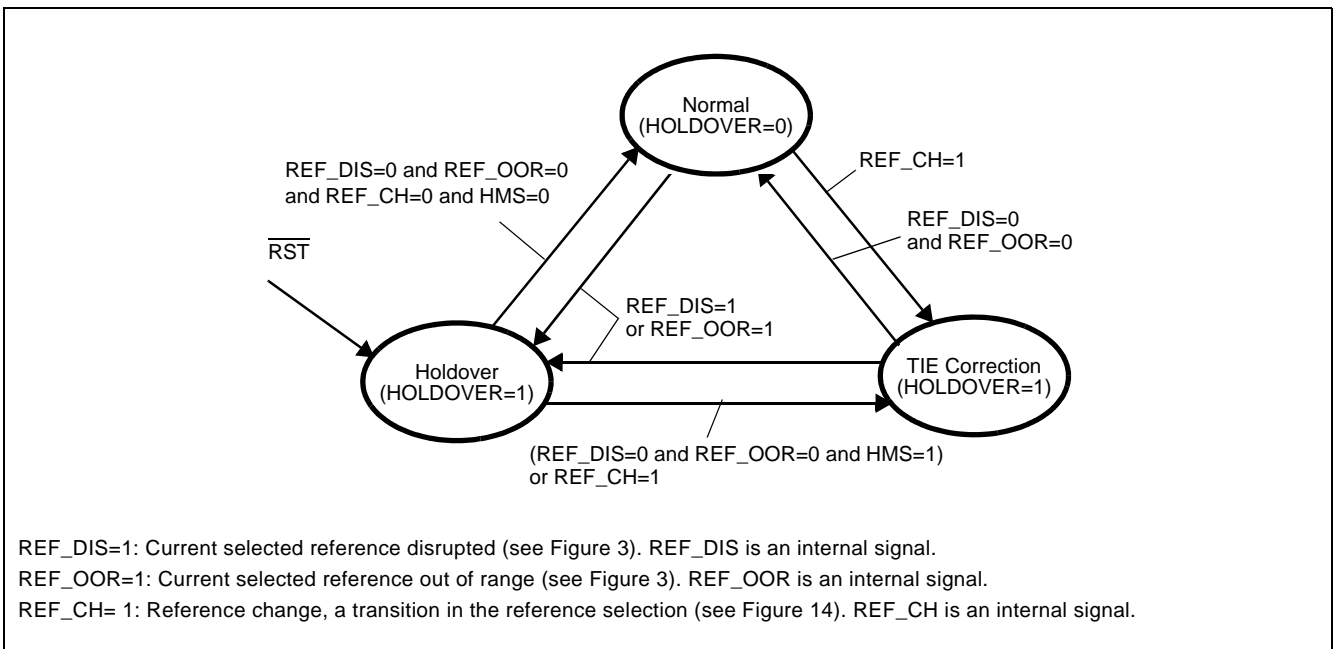 Normal
(HOLDOVER=0)
REF_DIS=0 and REF_OOR=0
and REF_CH=0 and HMS=0
REF_CH=1
REF_DIS=0
and REF_OOR=0
RST
REF_DIS=1
or REF_OOR=1
Holdover
(HOLDOVER=1)
TIE Correction
(HOLDOVER=1)
(REF_DIS=0 and REF_OOR=0 and HMS=1)
or REF_CH=1
REF_DIS=1: Current selected reference disrupted (see Figure 3). REF_DIS is an internal signal.
REF_OOR=1: Current selected reference out of range (see Figure 3). REF_OOR is an internal signal.
REF_CH= 1: Reference change, a transition in the reference selection (see Figure 14). REF_CH is an internal signal.